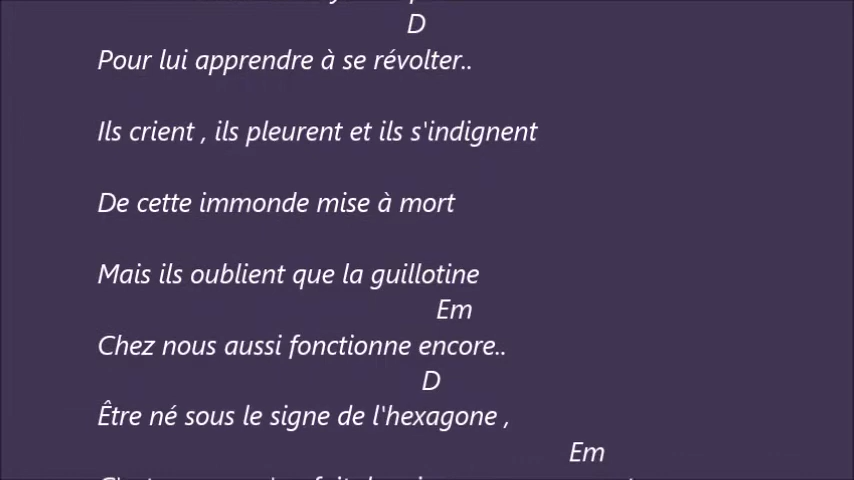 D
Pour lui apprendre à se révolter..
Ils crient , ils pleurent et ils s'indignent
De cette immonde mise à mort
Mais ils oublient que la guillotine
Em
Chez nous aussi fonctionne encore..
D
Être né sous le signe de l'hexagone ,
Em